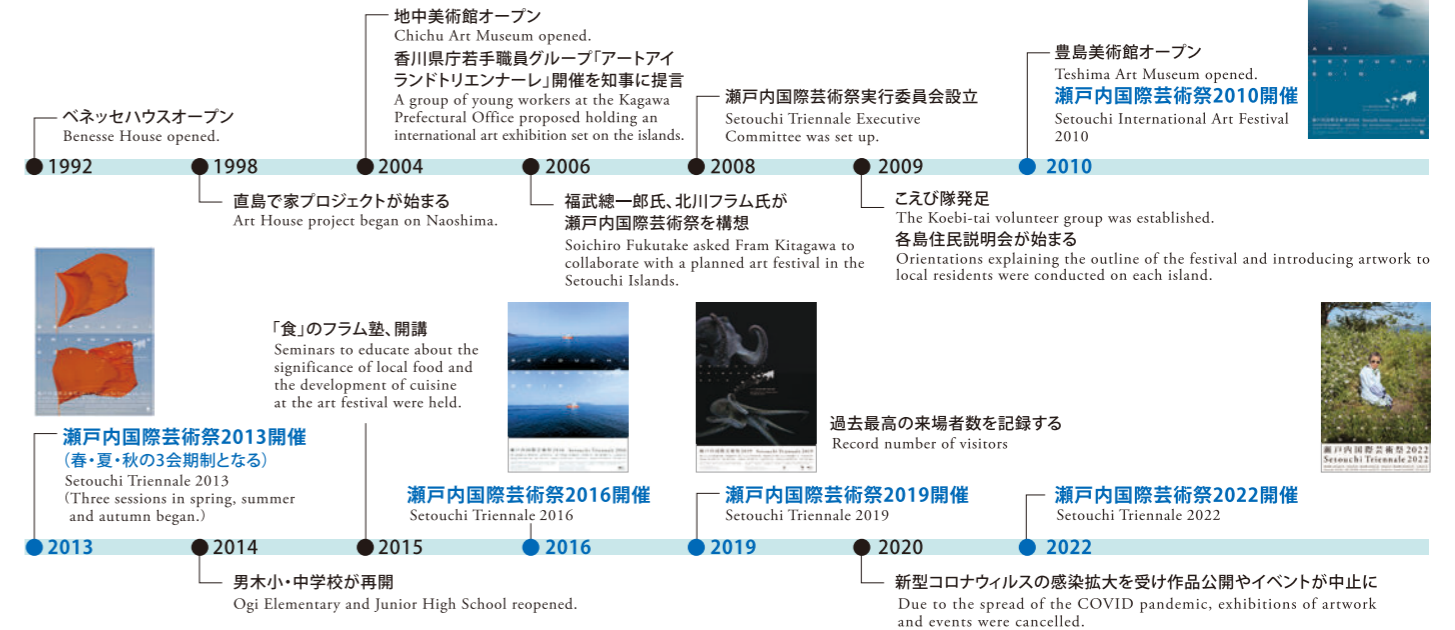 地中美術館オープン
Chichu Art Museum opened.
香川県庁若手職員グループ「アートアイ
ランドトリエンナーレ」開催を知事に提言
A group of young workers at the Kagawa
Prefectural Office proposed holding an
international art exhibition set on the islands.
豊島美術館オープン
Teshima Art Museum opened.
瀬戸内国際芸術祭2010開催
Setouchi International Art Festival
2010
ベネッセハウスオープン
Benesse House opened.
瀬戸内国際芸術祭実行委員会設立
Setouchi Triennale Executive
Committee was set up.
1992
1998
2004
2006
2008
2009
2010
直島で家プロジェクトが始まる
Art House project began on Naoshima.
福武總一郎氏、北川フラム氏が
瀬戸内国際芸術祭を構想
Soichiro Fukutake asked Fram Kitagawa to
collaborate with a planned art festival in the
Setouchi Islands.
こえび隊発足
The Koebi-tai volunteer group was established.
各島住民説明会が始まる
Orientations explaining the outline of the festival and introducing artwork to
local residents were conducted on each island.
「食」のフラム塾、開講
Seminars to educate about the
significance of local food and
the development of cuisine
at the art festival were held.
過去最高の来場者数を記録する
Record number of visitors
瀬戸内国際芸術祭2022
Setouchi Triennale 2022
瀬戸内国際芸術祭2013開催
（春・夏・秋の3会期制となる）
Setouchi Triennale 2013
(Three sessions in spring, summer
and autumn began.)
瀬戸内国際芸術祭2016開催
Setouchi Triennale 2016
瀬戸内国際芸術祭2019開催
Setouchi Triennale 2019
瀬戸内国際芸術祭2022開催
Setouchi Triennale 2022
2013
2014
2015
2016
2019
2020
2022
男木小・中学校が再開
Ogi Elementary and Junior High School reopened.
新型コロナウィルスの感染拡大を受け作品公開やイベントが中止に
Due to the spread of the COVID pandemic, exhibitions of artwork
and events were cancelled.